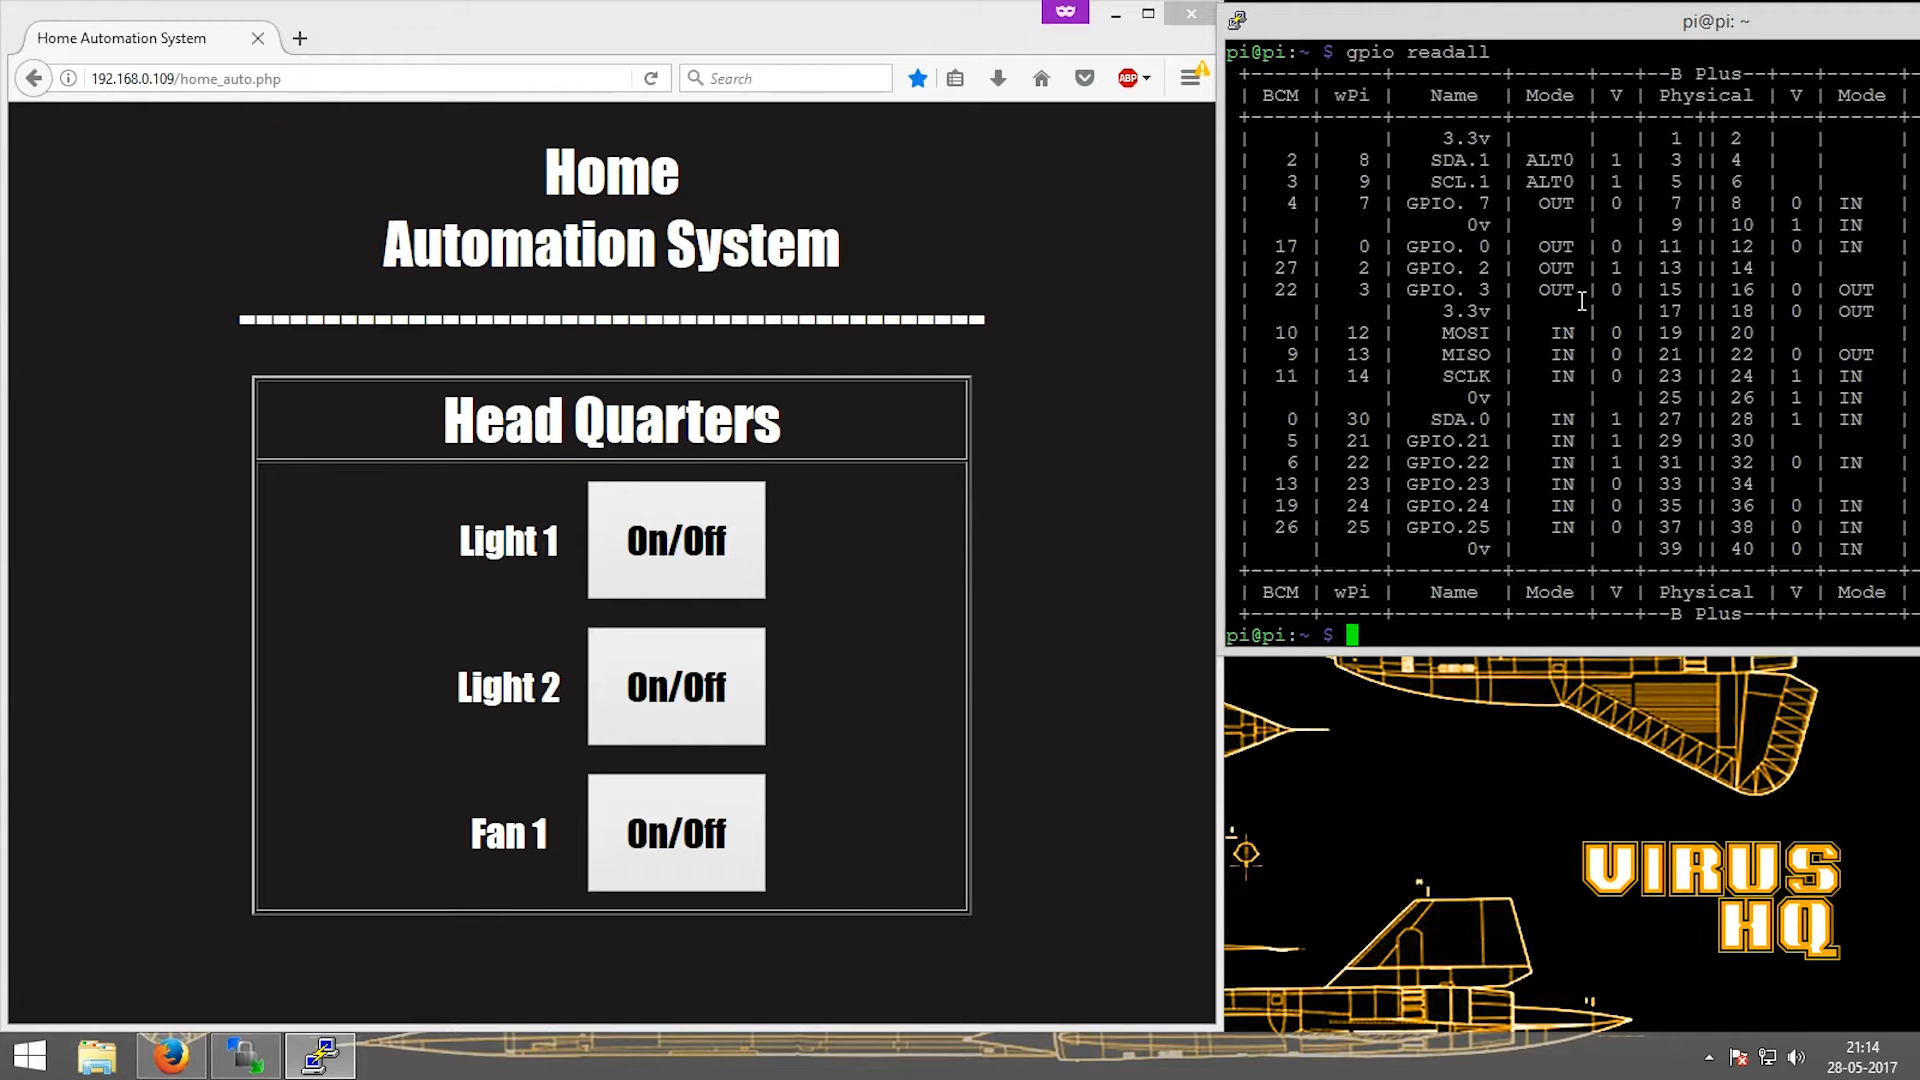 Home Automation System
192.168.0.109/home_auto.php
Search
ABP
Home
Automation System
--------------------------------------------
Head Quarters
Light 1 On/Off
Light 2 On/Off
Fan 1 On/Off
pi@pi: ~
pi@pi:~ $ gpio readall
+-----+-----+---------+------+---+---B Plus--+---+------+
| BCM | wPi | Name | Mode | V | Physical | V | Mode |
+-----+-----+---------+------+---+----++----+---+------+
| | | 3.3v | | | 1 || 2 | | |
| 2 | 8 | SDA.1 | ALT0 | 1 | 3 || 4 | | |
| 3 | 9 | SCL.1 | ALT0 | 1 | 5 || 6 | | |
| 4 | 7 | GPIO. 7 | OUT | 0 | 7 || 8 | 0 | IN |
| | | 0v | | | 9 || 10 | 1 | IN |
| 17 | 0 | GPIO. 0 | OUT | 0 | 11 || 12 | 0 | IN |
| 27 | 2 | GPIO. 2 | OUT | 1 | 13 || 14 | | |
| 22 | 3 | GPIO. 3 | OUT | 0 | 15 || 16 | 0 | OUT |
| | | 3.3v | | | 17 || 18 | 0 | OUT |
| 10 | 12 | MOSI | IN | 0 | 19 || 20 | | |
| 9 | 13 | MISO | IN | 0 | 21 || 22 | 0 | OUT |
| 11 | 14 | SCLK | IN | 0 | 23 || 24 | 1 | IN |
| | | 0v | | | 25 || 26 | 1 | IN |
| 0 | 30 | SDA.0 | IN | 1 | 27 || 28 | 1 | IN |
| 5 | 21 | GPIO.21 | IN | 1 | 29 || 30 | | |
| 6 | 22 | GPIO.22 | IN | 1 | 31 || 32 | 0 | IN |
| 13 | 23 | GPIO.23 | IN | 0 | 33 || 34 | | |
| 19 | 24 | GPIO.24 | IN | 0 | 35 || 36 | 0 | IN |
| 26 | 25 | GPIO.25 | IN | 0 | 37 || 38 | 0 | IN |
| | | 0v | | | 39 || 40 | 0 | IN |
+-----+-----+---------+------+---+----++----+---+------+
| BCM | wPi | Name | Mode | V | Physical | V | Mode |
+-----+-----+---------+------+---+---B Plus--+---+------+
pi@pi:~ $
VIRUS
HQ
21:14
28-05-2017